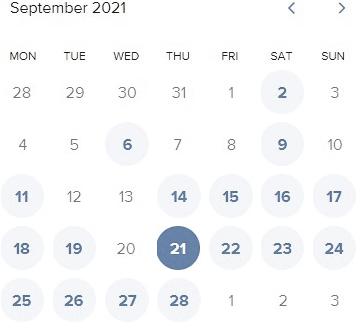 September 2021 < >
MON TUE WED THU FRI SAT SUN
28 29 30 31 1 2 3
4 5 6 7 8 9 10
11 12 13 14 15 16 17
18 19 20 21 22 23 24
25 26 27 28 1 2 3